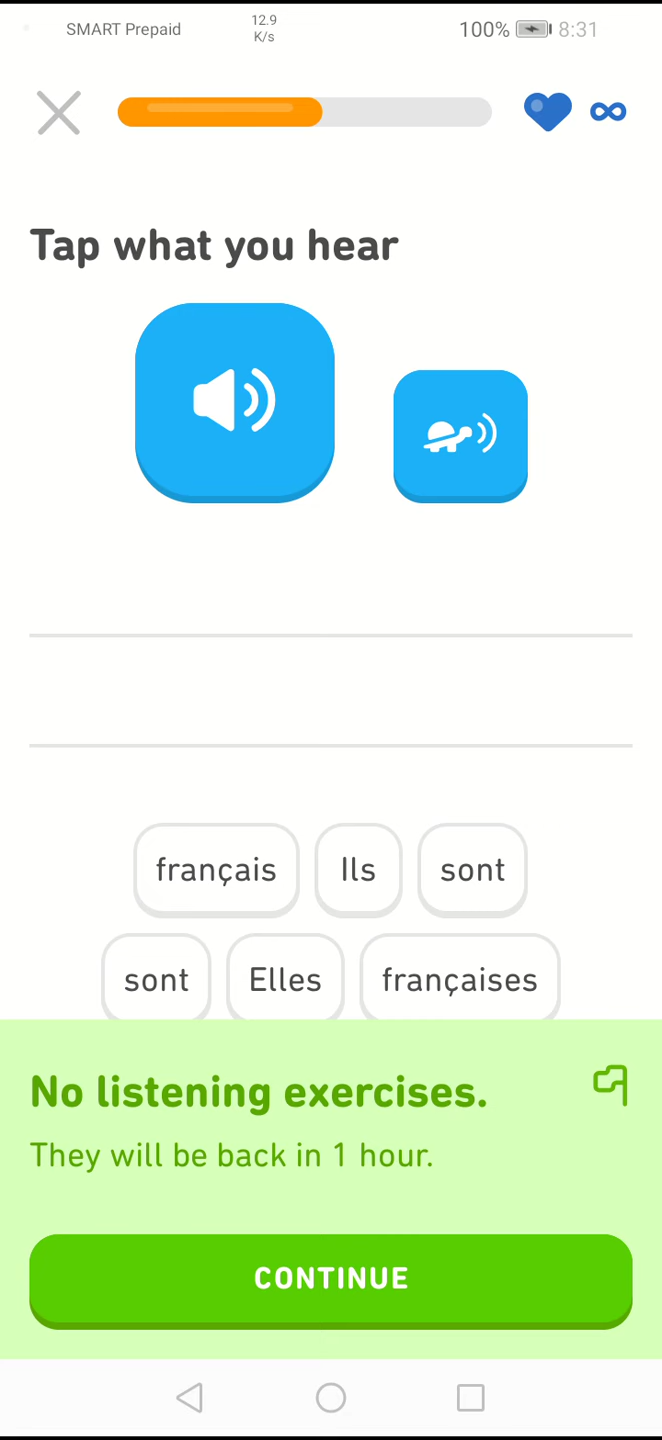 SMART Prepaid 12.9 K/s 100% 8:31
Tap what you hear
français Ils sont
sont Elles françaises
No listening exercises.
They will be back in 1 hour.
CONTINUE